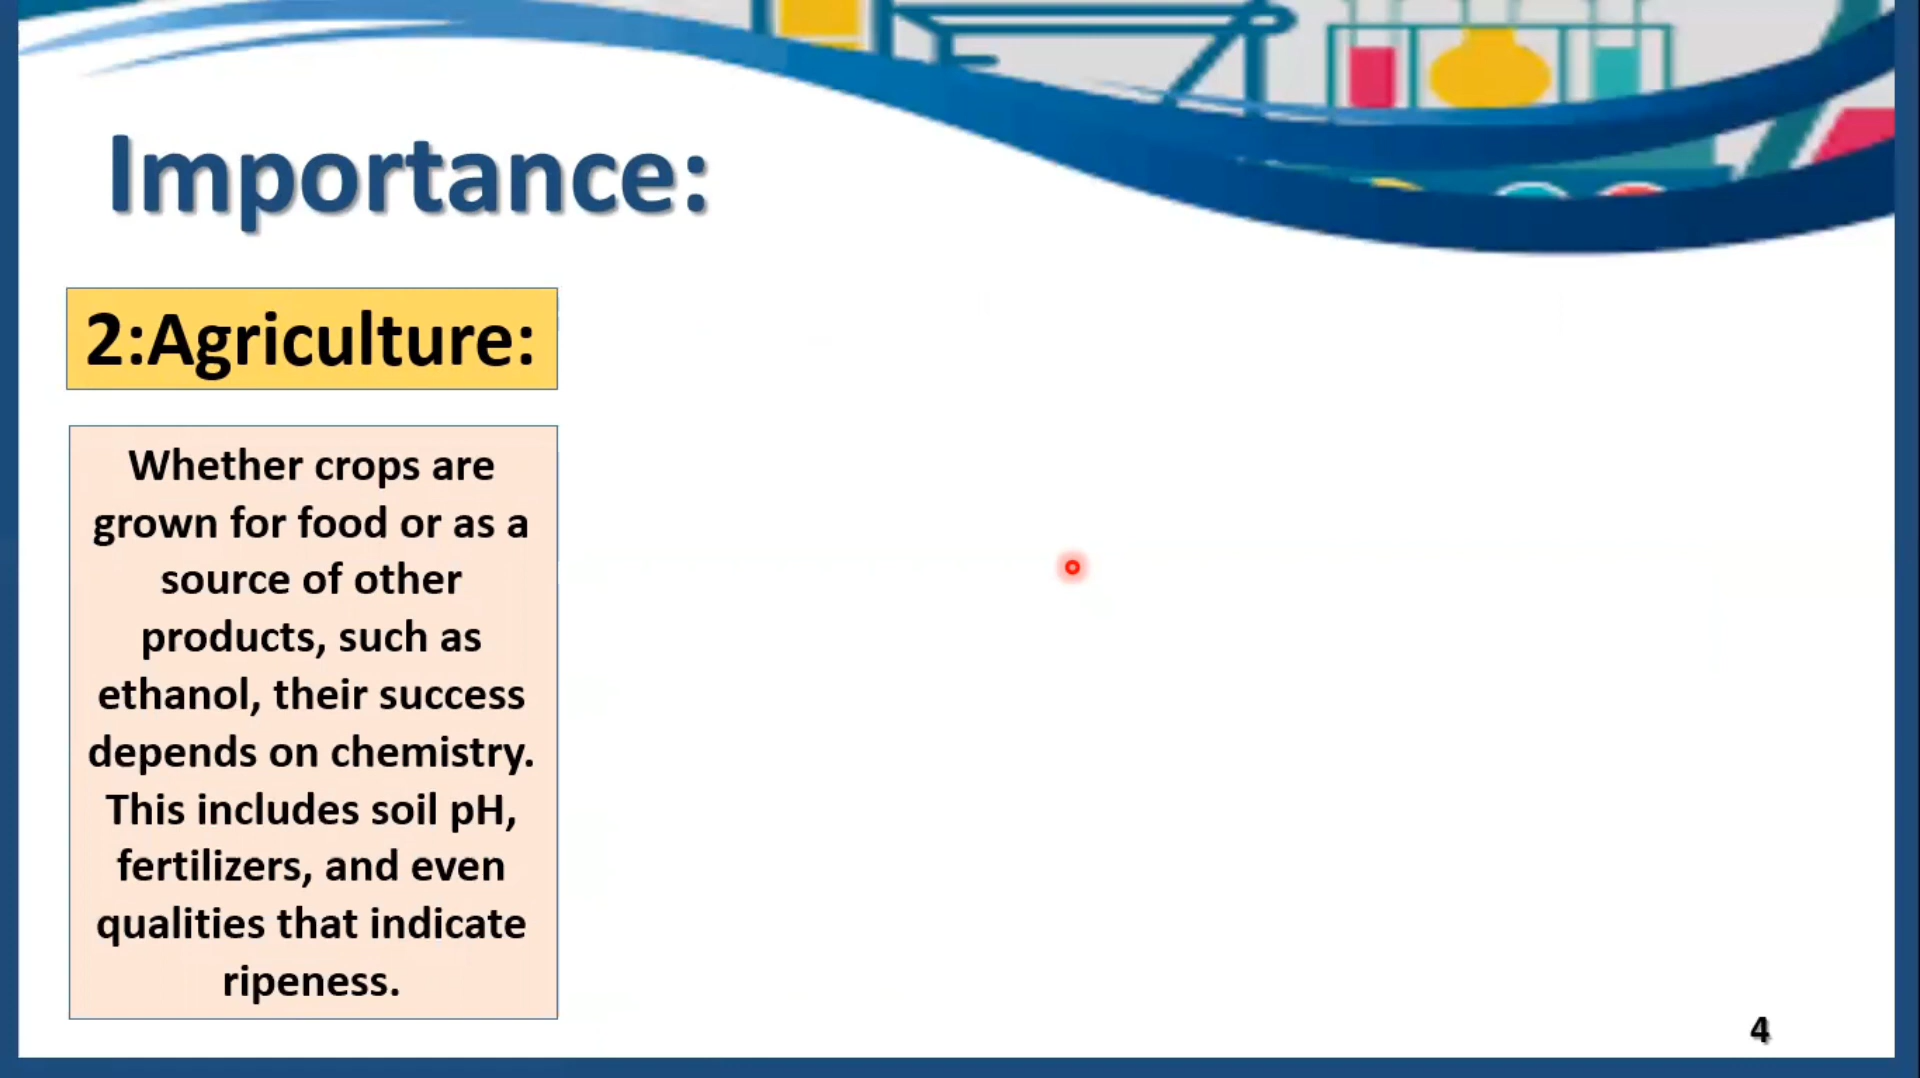 Importance:
2:Agriculture:
Whether crops are
grown for food or as a
source of other
products, such as
ethanol, their success
depends on chemistry.
This includes soil pH,
fertilizers, and even
qualities that indicate
ripeness.
4